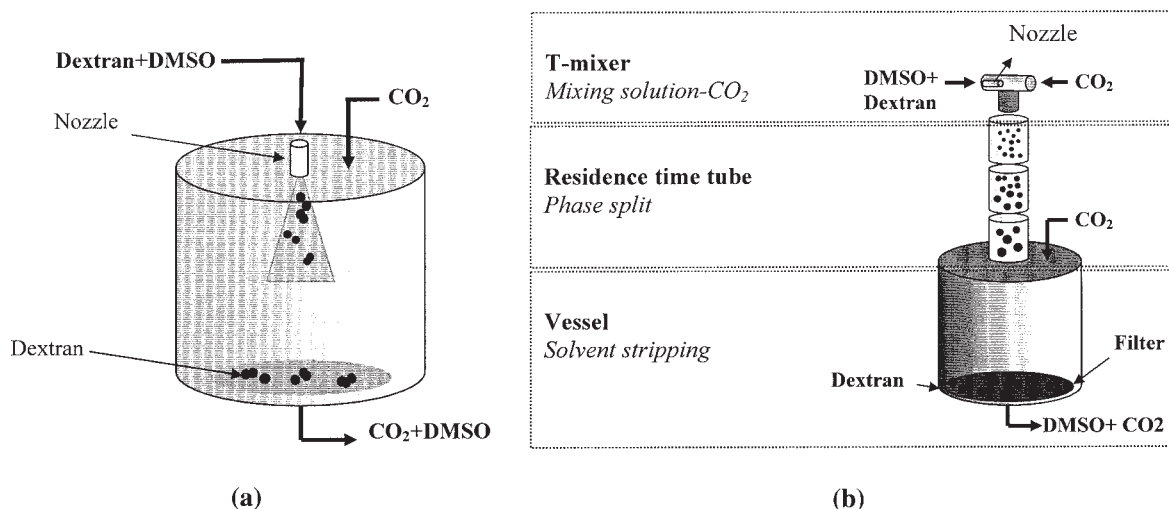 Dextran+DMSO
CO₂
Nozzle
Dextran
CO₂+DMSO
(a)
Nozzle
T-mixer
Mixing solution-CO₂
DMSO+
Dextran
CO₂
Residence time tube
Phase split
CO₂
Vessel
Solvent stripping
Filter
Dextran
DMSO+ CO2
(b)